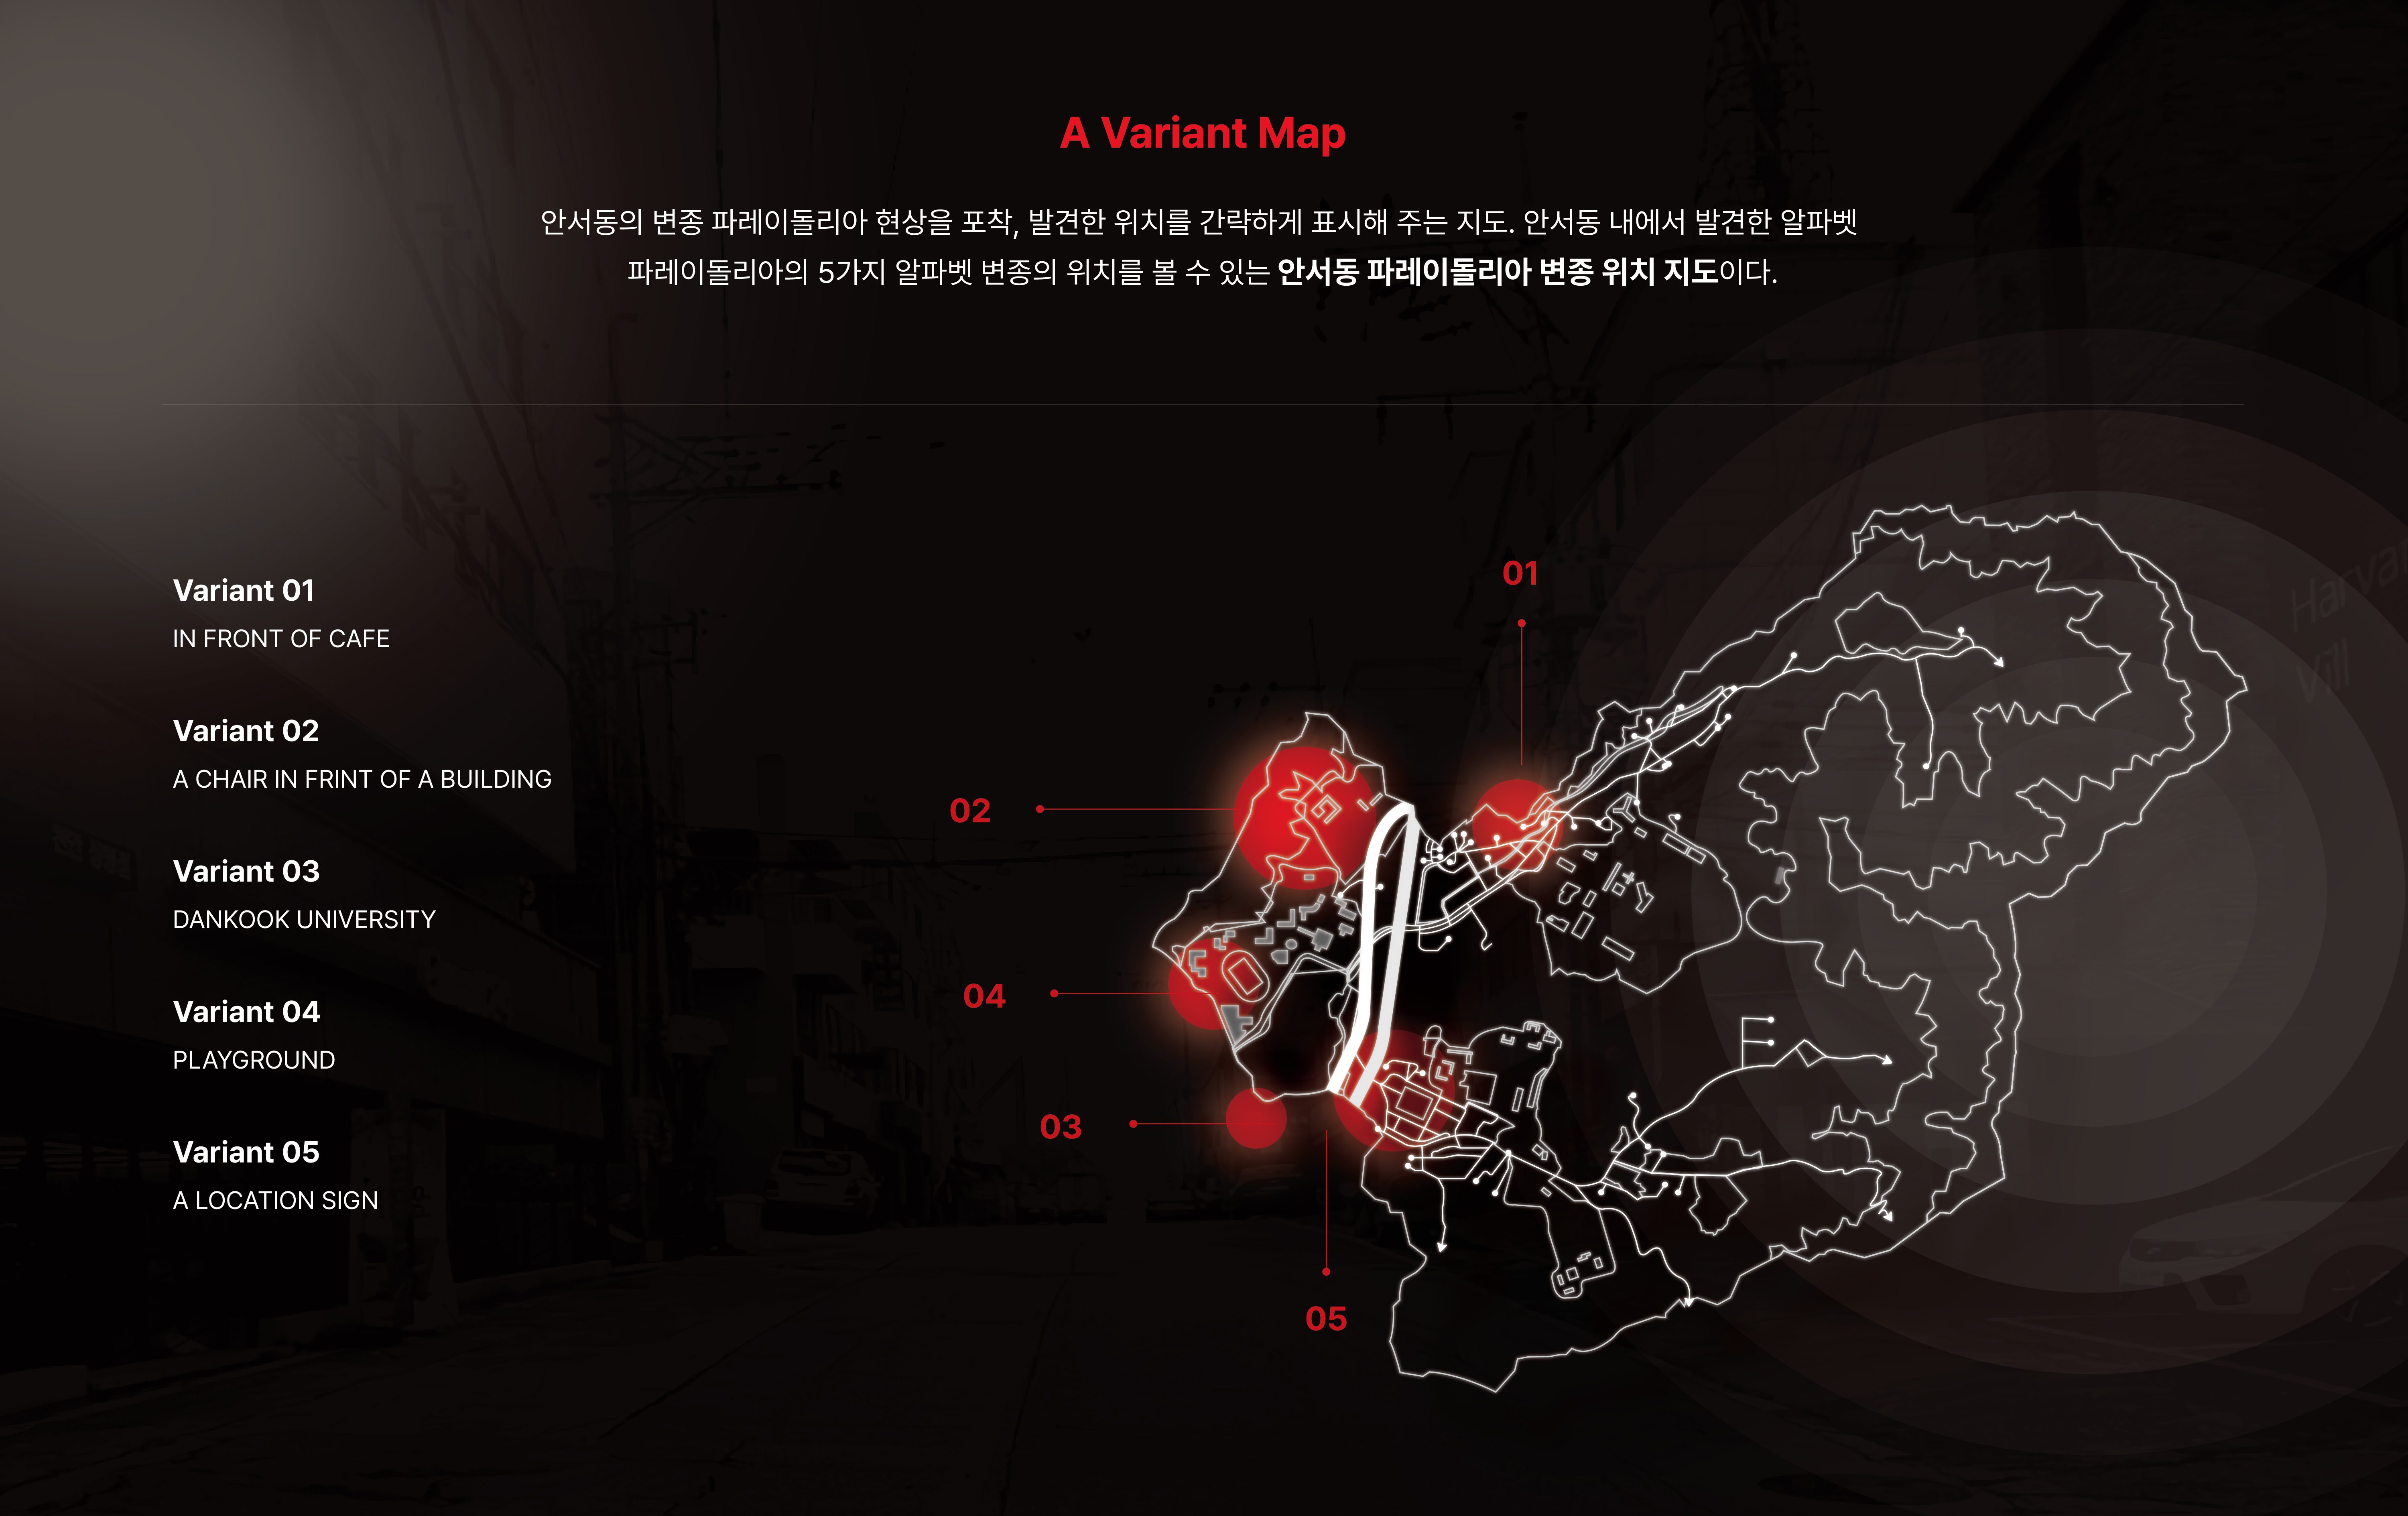 A Variant Map
안서동의 변종 파레이돌리아 현상을 포착, 발견한 위치를 간략하게 표시해 주는 지도. 안서동 내에서 발견한 알파벳
파레이돌리아의 5가지 알파벳 변종의 위치를 볼 수 있는 안서동 파레이돌리아 변종 위치 지도이다.
Variant 01
IN FRONT OF CAFE
Variant 02
A CHAIR IN FRINT OF A BUILDING
Variant 03
DANKOOK UNIVERSITY
Variant 04
PLAYGROUND
Variant 05
A LOCATION SIGN
01
02
04
03
05
Vill